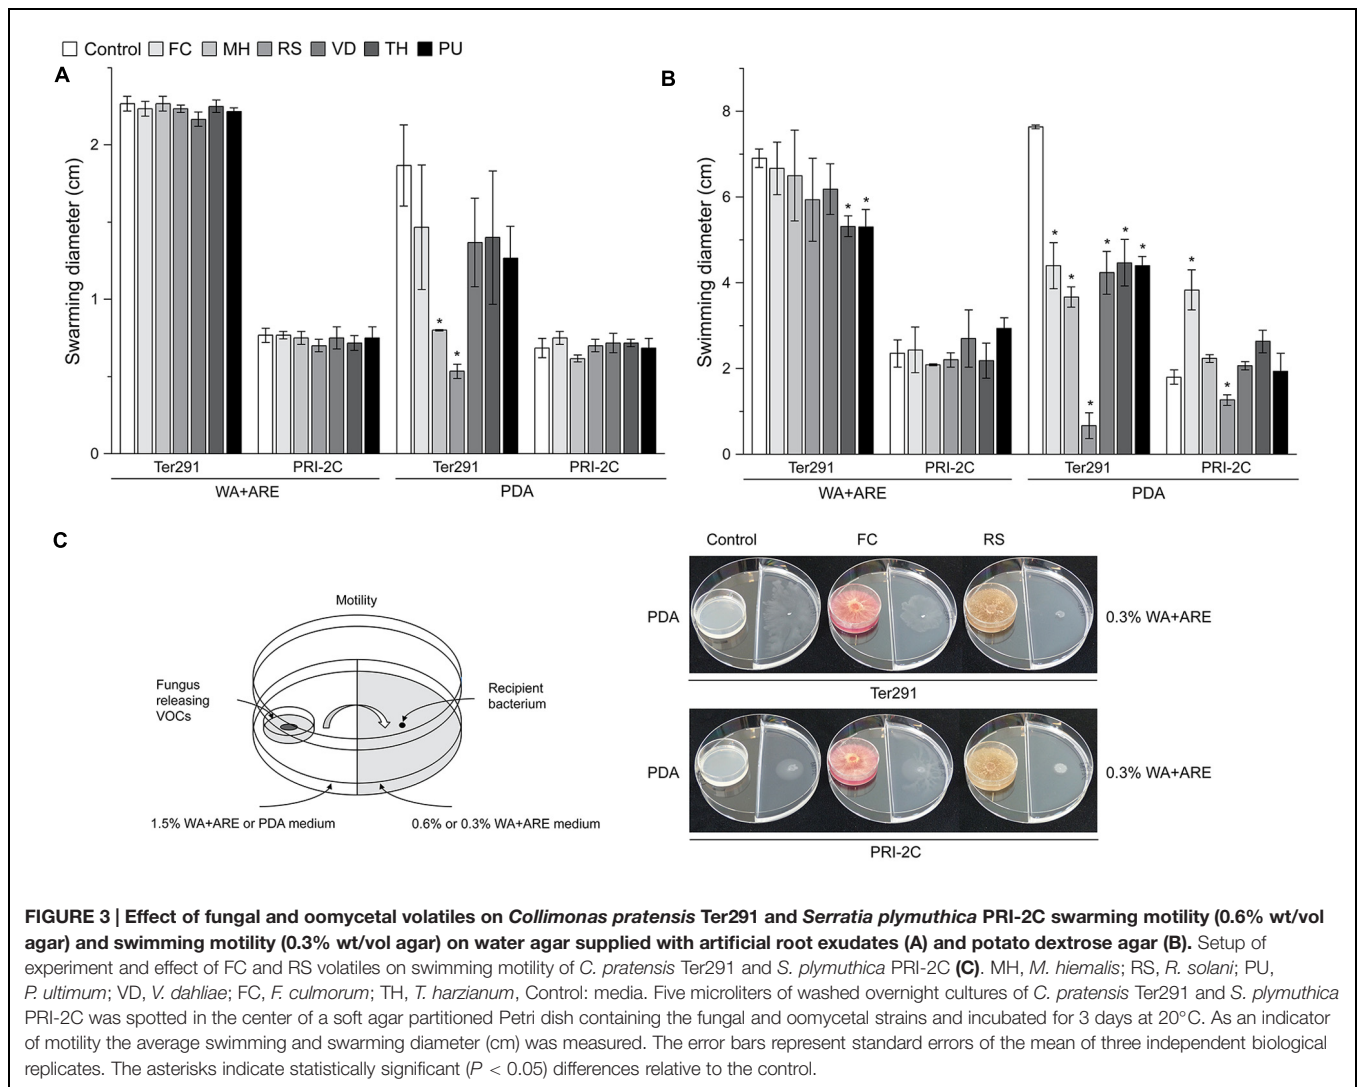 Control FC MH RS VD TH PU
A
Swarming diameter (cm)
2
1
0
* *
Ter291 PRI-2C Ter291 PRI-2C
WA+ARE PDA
B
Swimming diameter (cm)
8
6
4
2
0
* * * * * * * * * *
Ter291 PRI-2C Ter291 PRI-2C
WA+ARE PDA
C
Motility
Fungus
releasing
VOCs
Recipient
bacterium
1.5% WA+ARE or PDA medium
0.6% or 0.3% WA+ARE medium
Control FC RS
PDA 0.3% WA+ARE
Ter291
PDA 0.3% WA+ARE
PRI-2C
FIGURE 3 | Effect of fungal and oomycetal volatiles on Collimonas pratensis Ter291 and Serratia plymuthica PRI-2C swarming motility (0.6% wt/vol
agar) and swimming motility (0.3% wt/vol agar) on water agar supplied with artificial root exudates (A) and potato dextrose agar (B). Setup of
experiment and effect of FC and RS volatiles on swimming motility of C. pratensis Ter291 and S. plymuthica PRI-2C (C). MH, M. hiemalis; RS, R. solani; PU,
P. ultimum; VD, V. dahliae; FC, F. culmorum; TH, T. harzianum, Control: media. Five microliters of washed overnight cultures of C. pratensis Ter291 and S. plymuthica
PRI-2C was spotted in the center of a soft agar partitioned Petri dish containing the fungal and oomycetal strains and incubated for 3 days at 20°C. As an indicator
of motility the average swimming and swarming diameter (cm) was measured. The error bars represent standard errors of the mean of three independent biological
replicates. The asterisks indicate statistically significant (P < 0.05) differences relative to the control.